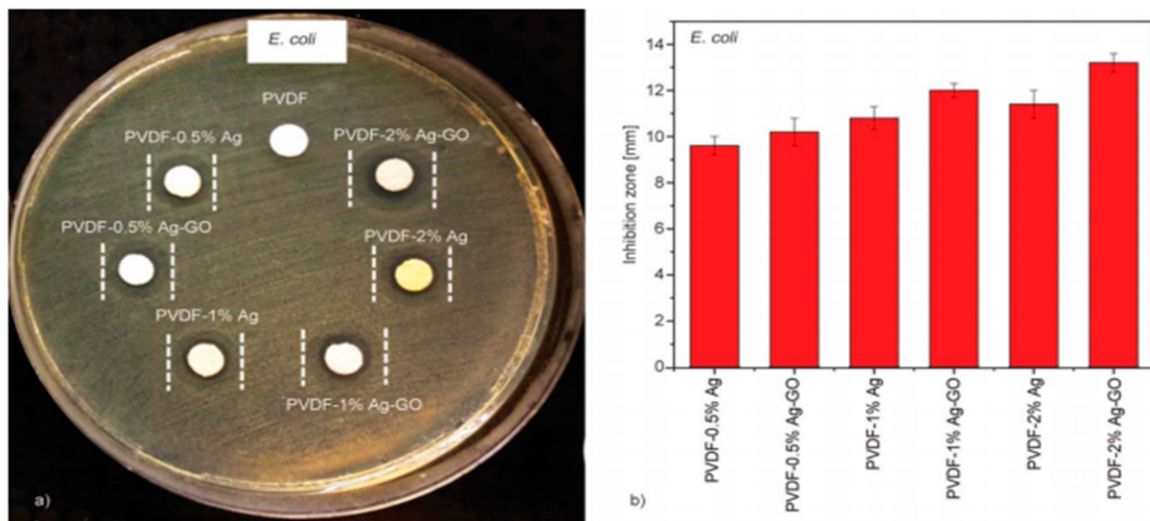 E. coli
PVDF
PVDF-0.5% Ag
PVDF-2% Ag-GO
PVDF-0.5% Ag-GO
PVDF-2% Ag
PVDF-1% Ag
PVDF-1% Ag-GO
a)
E. coli
Inhibition zone [mm]
14
12
10
8
6
4
2
0
PVDF-0.5% Ag
PVDF-0.5% Ag-GO
PVDF-1% Ag
PVDF-1% Ag-GO
PVDF-2% Ag
PVDF-2% Ag-GO
b)